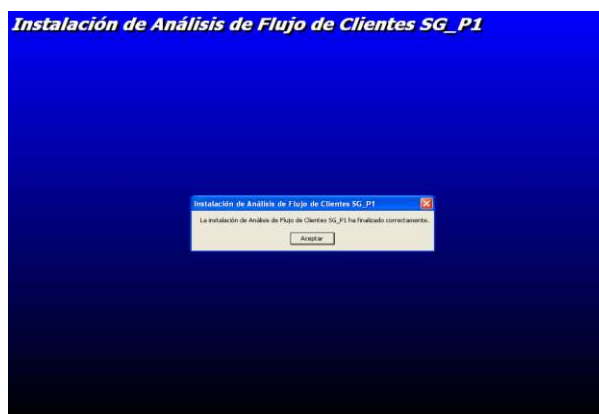 Instalación de Análisis de Flujo de Clientes SG_P1
Instalación de Análisis de Flujo de Clientes SG_P1
La instalación de Análisis de Flujo de Clientes SG_P1 ha finalizado correctamente.
Aceptar